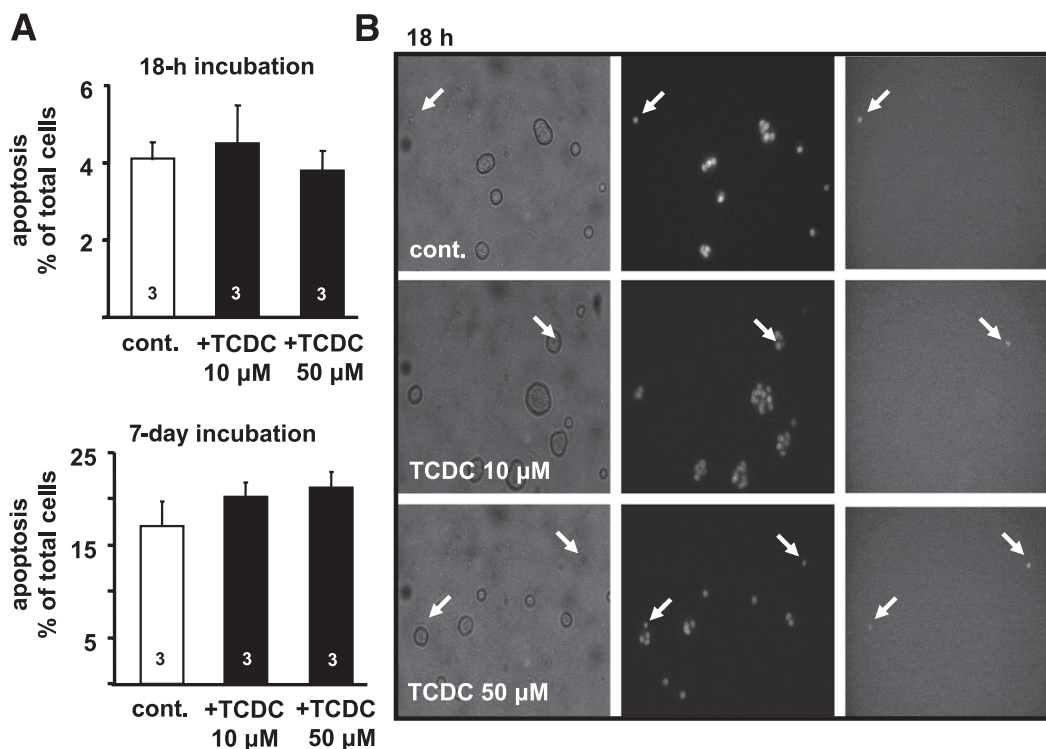 A
18-h incubation
apoptosis
% of total cells
6
4
2
3
3
3
cont.
+TCDC
10 µM
+TCDC
50 µM
7-day incubation
apoptosis
% of total cells
25
15
5
3
3
3
cont.
+TCDC
10 µM
+TCDC
50 µM
B
18 h
cont.
TCDC 10 µM
TCDC 50 µM